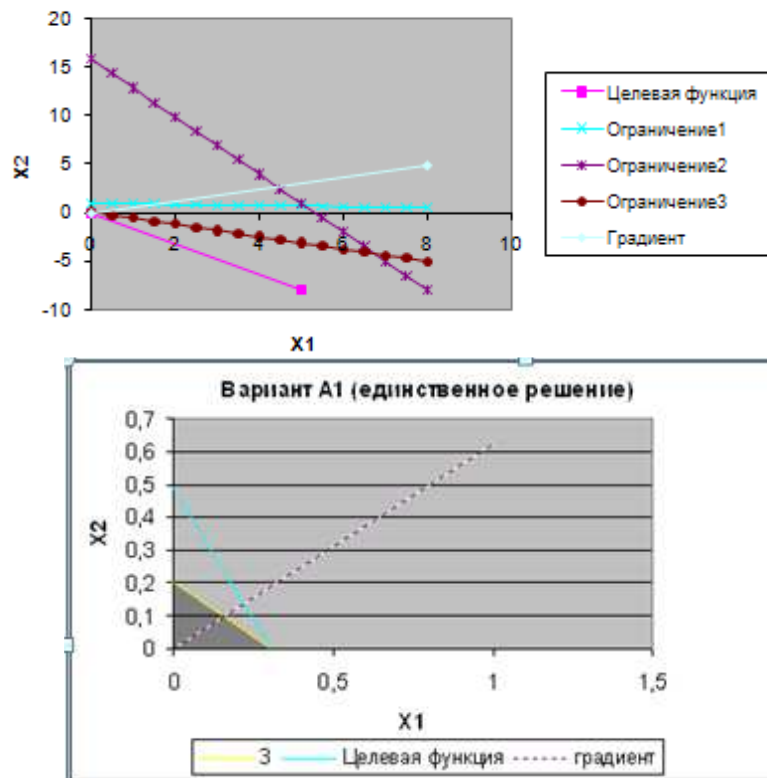 20
15
10
5
0
-5
-10
X2
0 2 4 6 8 10
X1
Целевая функция
Ограничение1
Ограничение2
Ограничение3
Градиент
Вариант А1 (единственное решение)
0,7
0,6
0,5
0,4
0,3
0,2
0,1
0
X2
0 0,5 1 1,5
X1
3 Целевая функция градиент